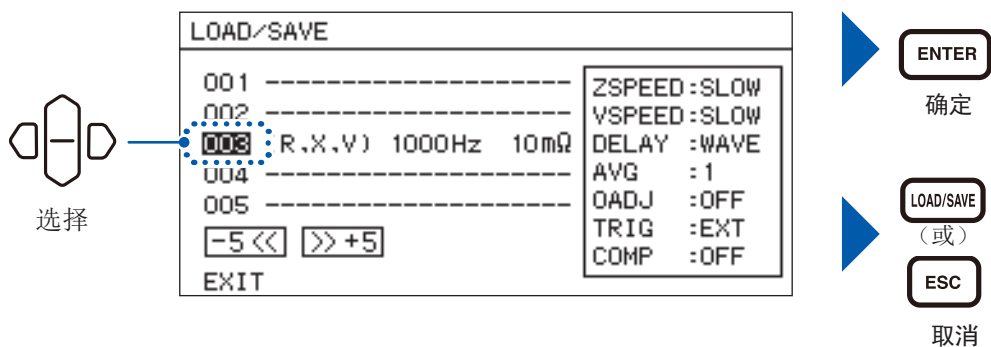 LOAD/SAVE
001 --------------------
002 --------------------
003 R.X.V) 1000Hz 10mΩ
004 --------------------
005 --------------------
-5 << >> +5
EXIT
ZSPEED:SLOW
VSPEED:SLOW
DELAY :WAVE
AVG :1
OADJ :OFF
TRIG :EXT
COMP :OFF
选择
ENTER
确定
LOAD/SAVE
（或）
ESC
取消